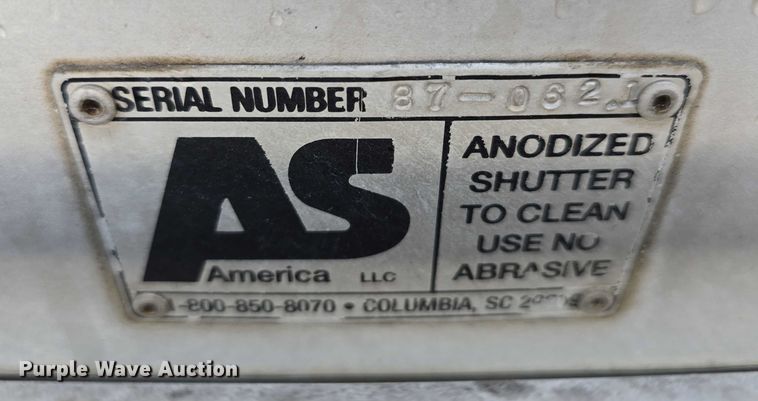 SERIAL NUMBER 87-0621
AS
America LLC
ANODIZED
SHUTTER
TO CLEAN
USE NO
ABRASIVE
1-800-850-8070 • COLUMBIA, SC
Purple Wave Auction